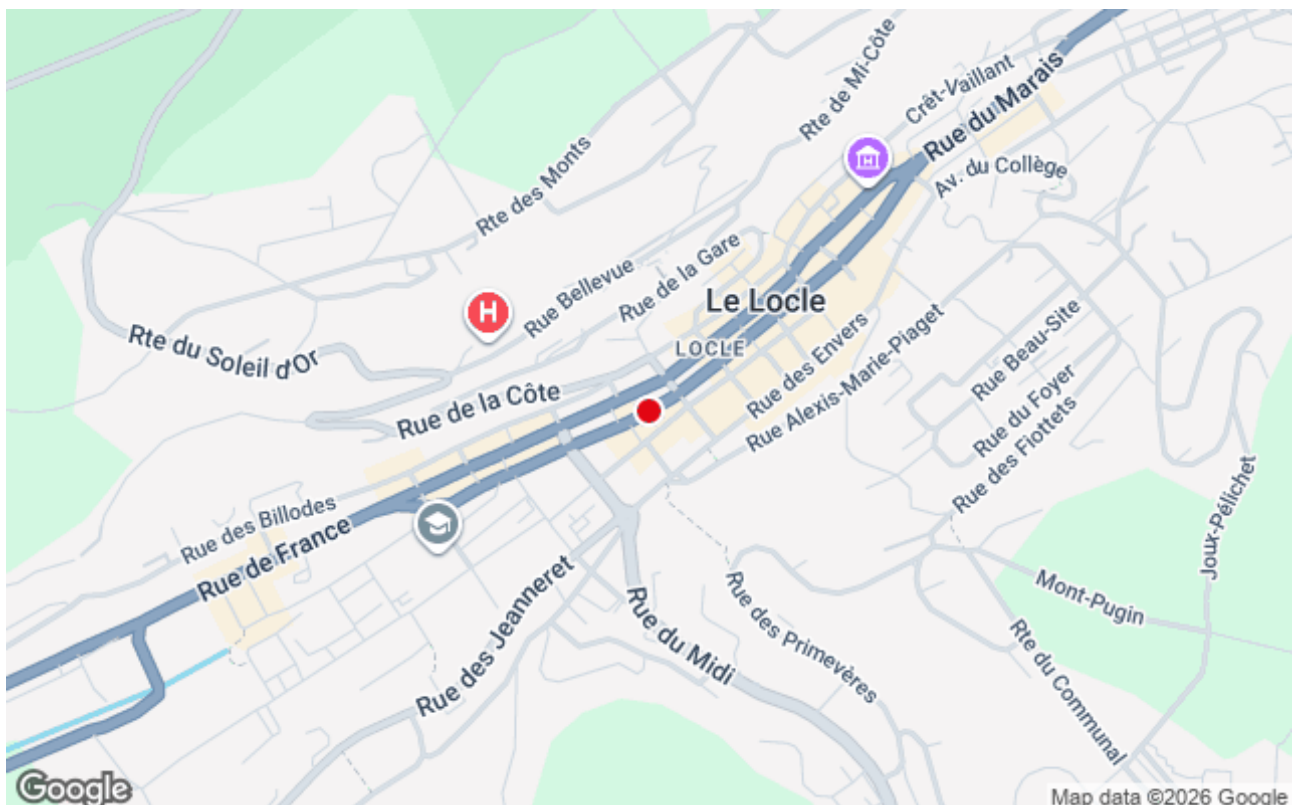 Rte de Mi-Côte
Crêt-Vaillant
Rue du Marais
Rte des Monts
Av. du Collège
Rue de la Gare
Rue Bellevue
H
Le Locle
Rte du Soleil d'Or
LOCLE
Rue des Envers
Rue Alexis-Marie-Piaget
Rue Beau-Site
Rue de la Côte
Rue du Foyer
Rue des Fiottets
Rue des Billodes
Rue de France
Joux-Pélichet
Rue des Jeanneret
Rue du Midi
Rue des Primevères
Mont-Pugin
Rte du Communal
Google
Map data ©2026 Google